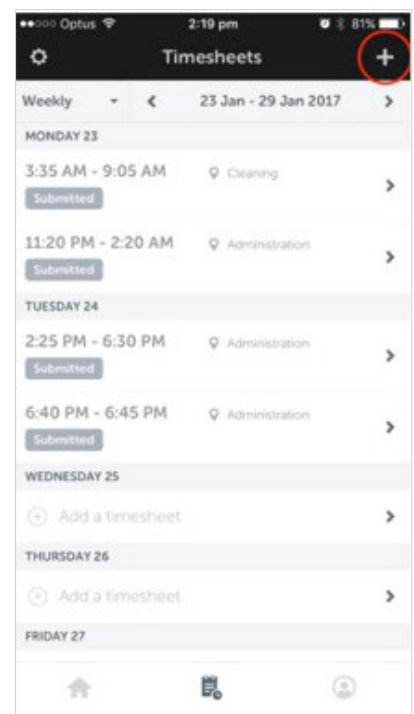 Optus 2:19 pm 81%
Timesheets
Weekly 23 Jan - 29 Jan 2017
MONDAY 23
3:35 AM - 9:05 AM Cleaning
Submitted
11:20 PM - 2:20 AM Administration
Submitted
TUESDAY 24
2:25 PM - 6:30 PM Administration
Submitted
6:40 PM - 6:45 PM Administration
Submitted
WEDNESDAY 25
Add a timesheet
THURSDAY 26
Add a timesheet
FRIDAY 27